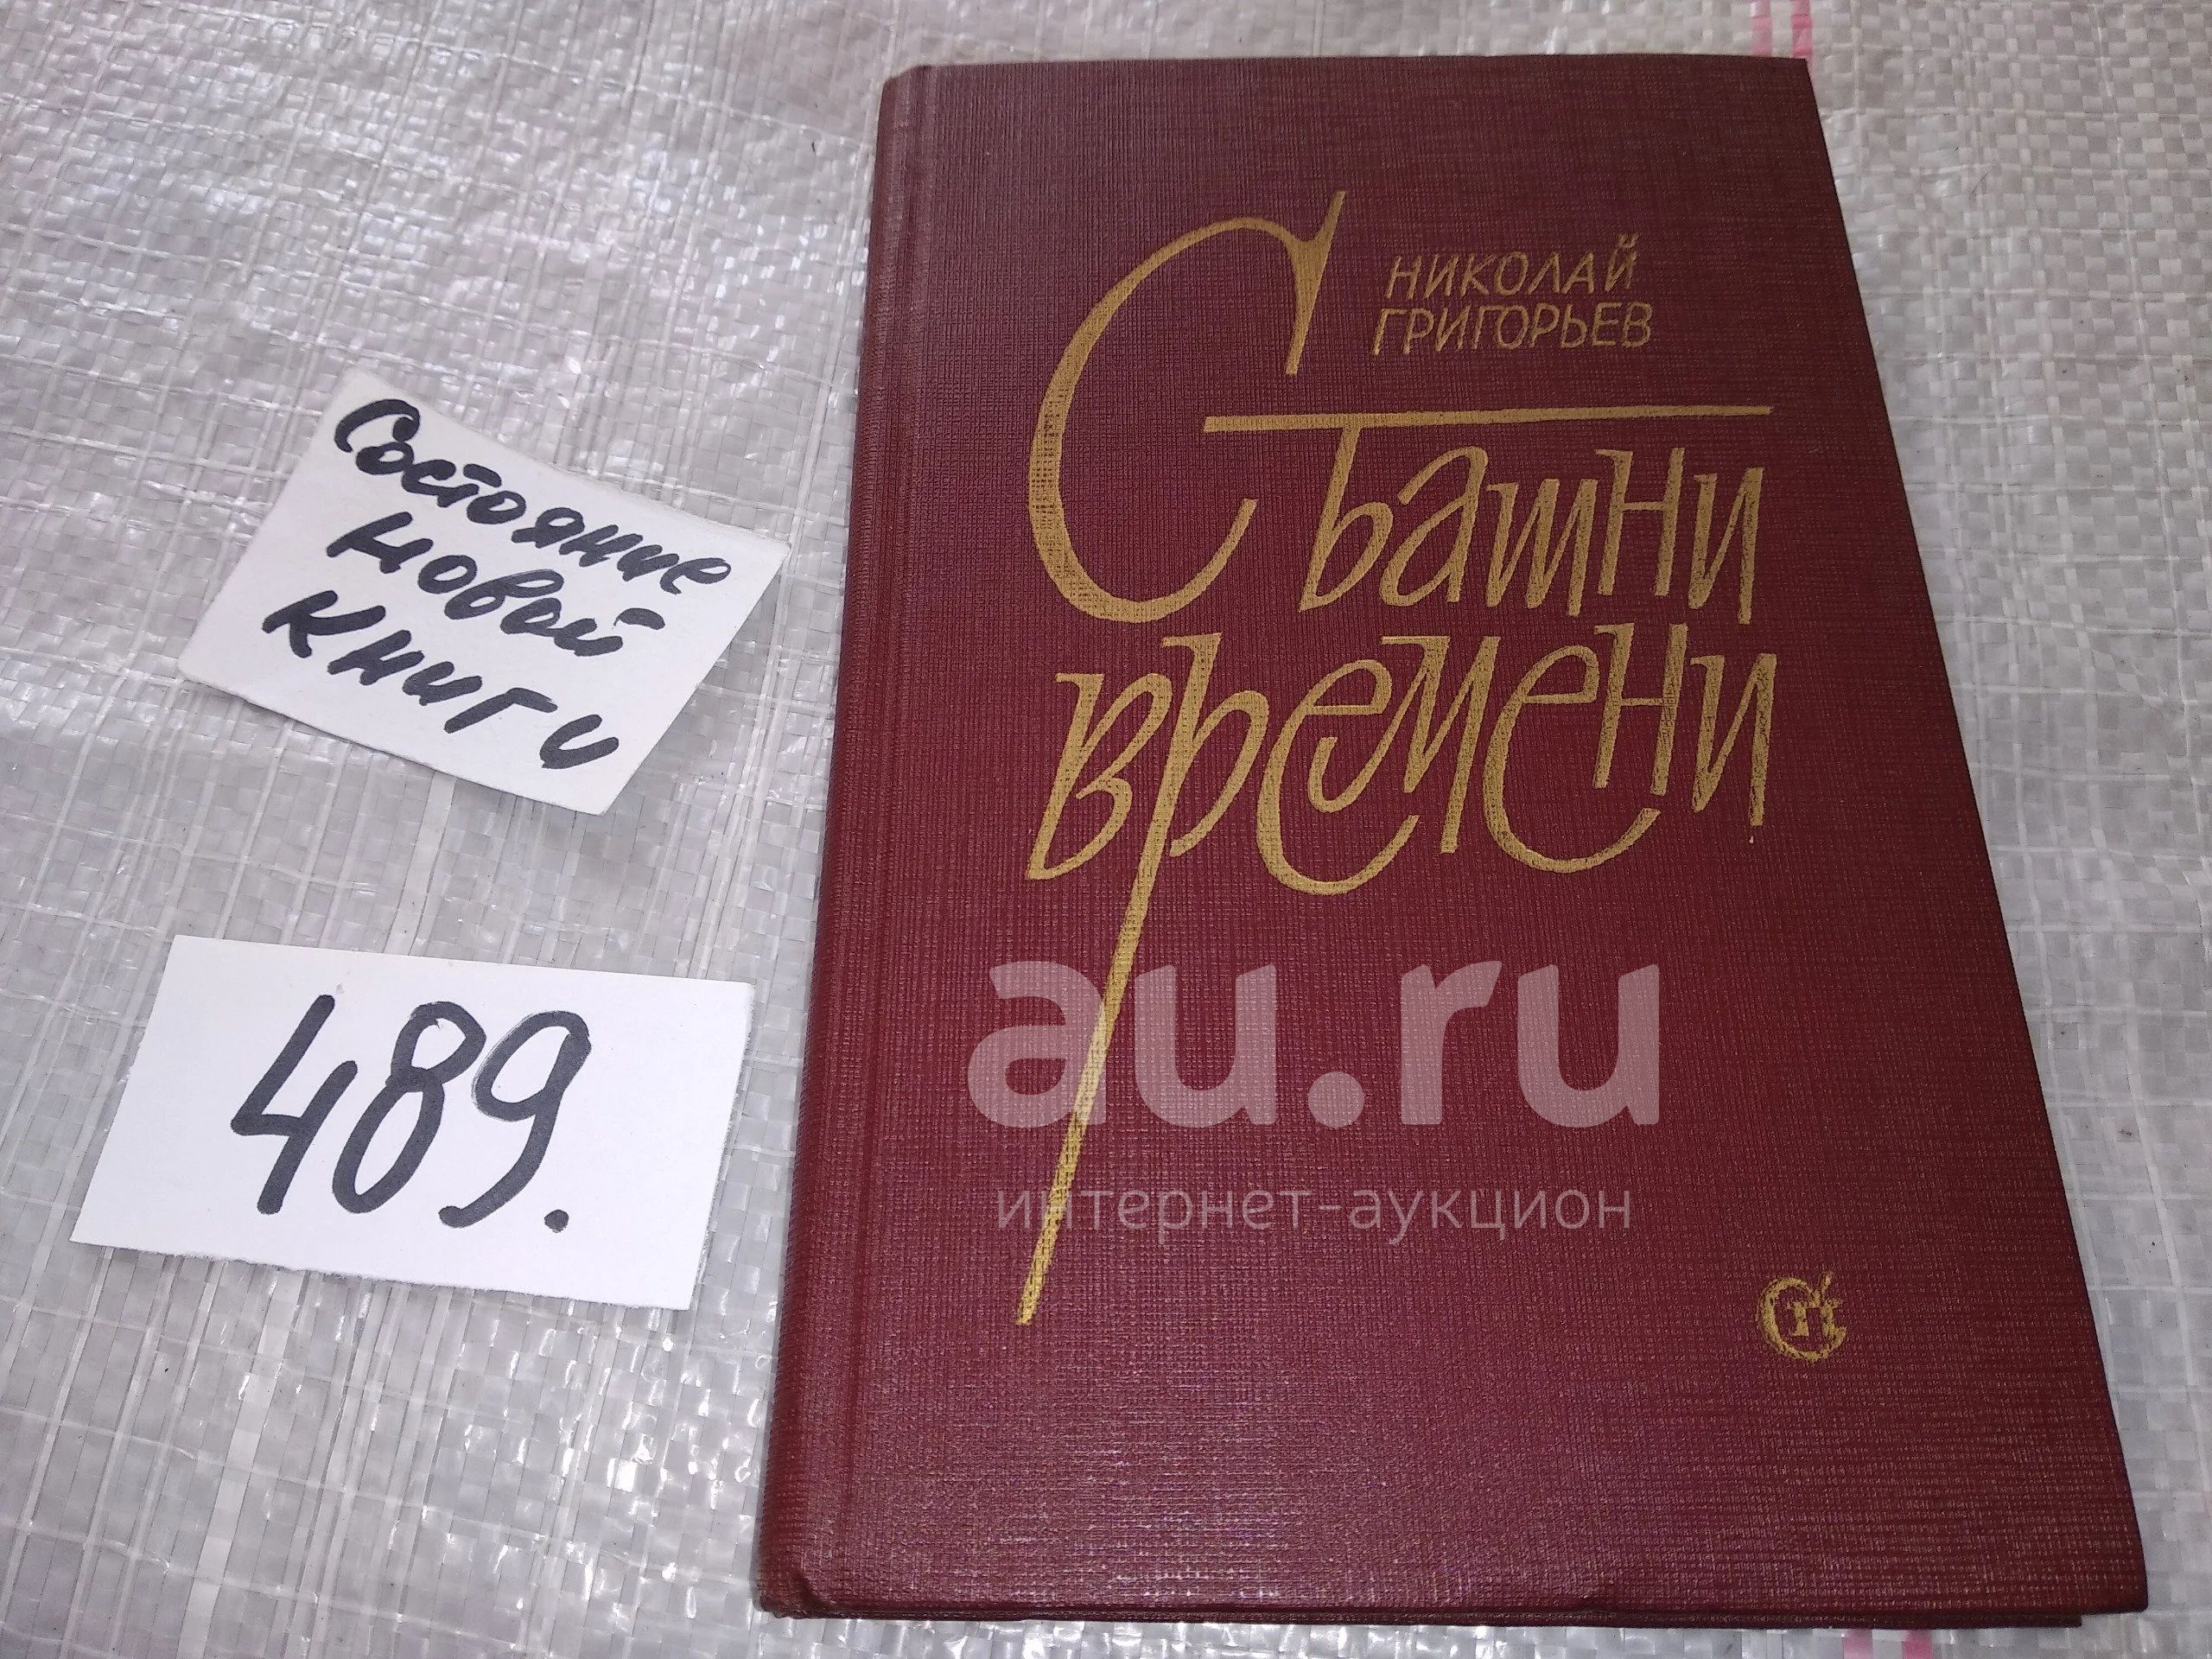 Состояние
новой
книги
489.
НИКОЛАЙ
ГРИГОРЬЕВ
С башни
времени
au.ru
интернет-аукцион